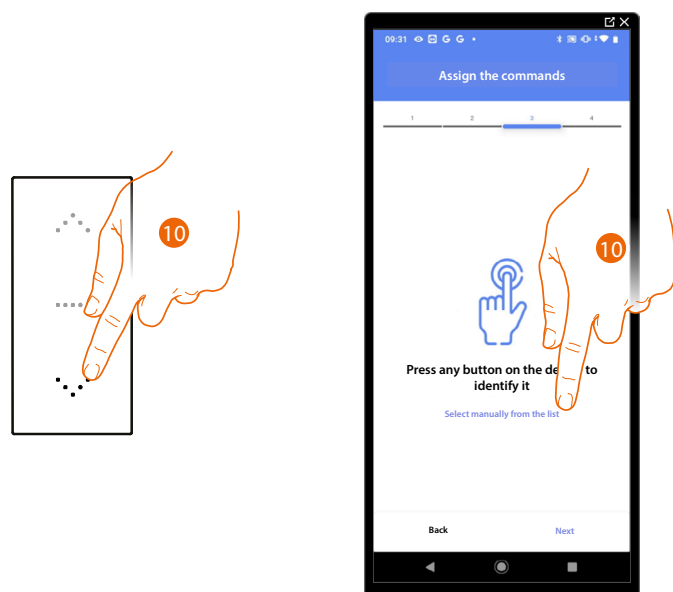 09:31 G G
Assign the commands
1 2 3 4
10
10
Press any button on the de to
identify it
Select manually from the list
Back Next